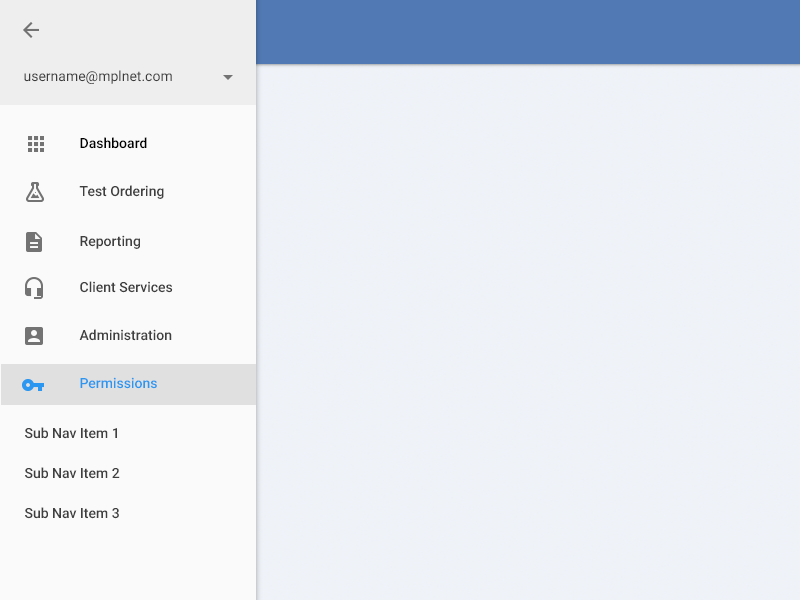 username@mplnet.com
Dashboard
Test Ordering
Reporting
Client Services
Administration
Permissions
Sub Nav Item 1
Sub Nav Item 2
Sub Nav Item 3